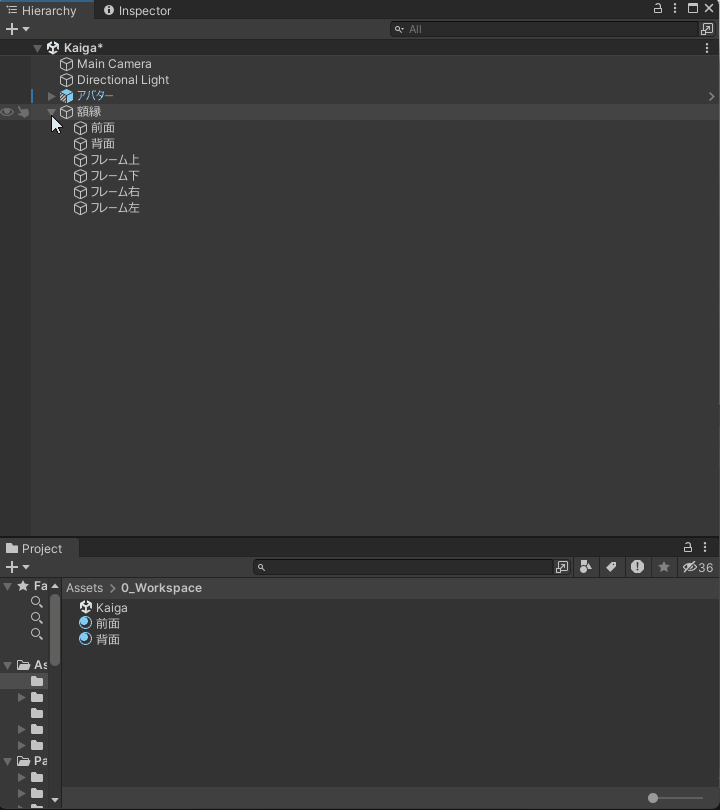 Hierarchy Inspector
All
Kaiga*
Main Camera
Directional Light
アバター
額縁
前面
背面
フレーム上
フレーム下
フレーム右
フレーム左
Project
36
Fa
Assets > 0_Workspace
Kaiga
前面
背面
As
Pa